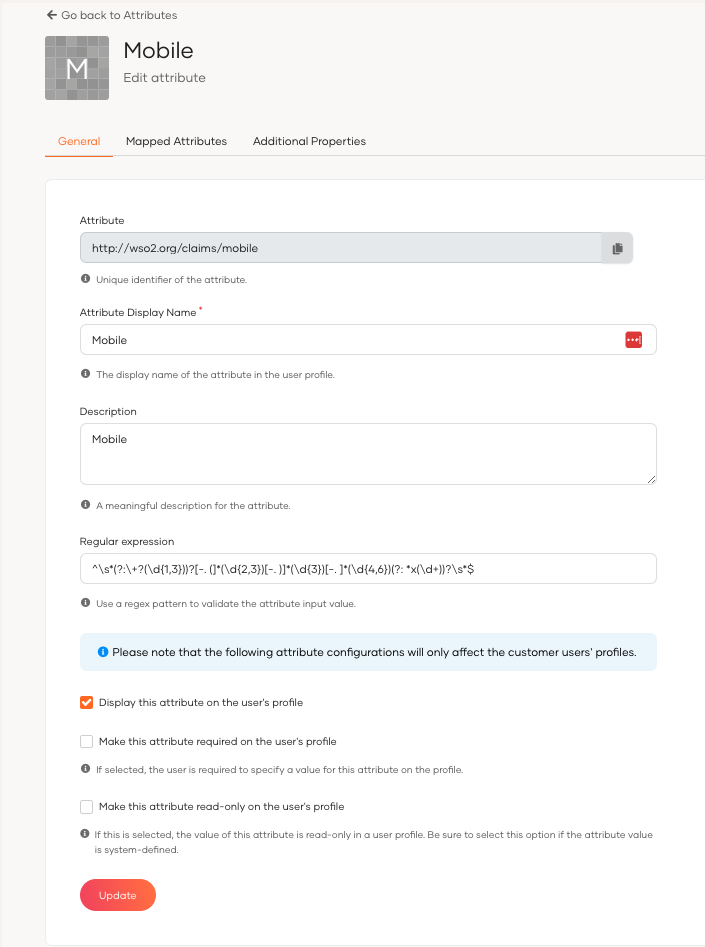 Go back to Attributes
M
Mobile
Edit attribute
General Mapped Attributes Additional Properties
Attribute
http://wso2.org/claims/mobile
Unique identifier of the attribute.
Attribute Display Name *
Mobile
The display name of the attribute in the user profile.
Description
Mobile
A meaningful description for the attribute.
Regular expression
^\s*(?:\+?(\d{1,3}))?[-. (]*(\d{2,3})[-. )]*(\d{3})[-. ]*(\d{4,6})(?: *x(\d+))?\s*$
Use a regex pattern to validate the attribute input value.
Please note that the following attribute configurations will only affect the customer users' profiles.
Display this attribute on the user's profile
Make this attribute required on the user's profile
If selected, the user is required to specify a value for this attribute on the profile.
Make this attribute read-only on the user's profile
If this is selected, the value of this attribute is read-only in a user profile. Be sure to select this option if the attribute value
is system-defined.
Update